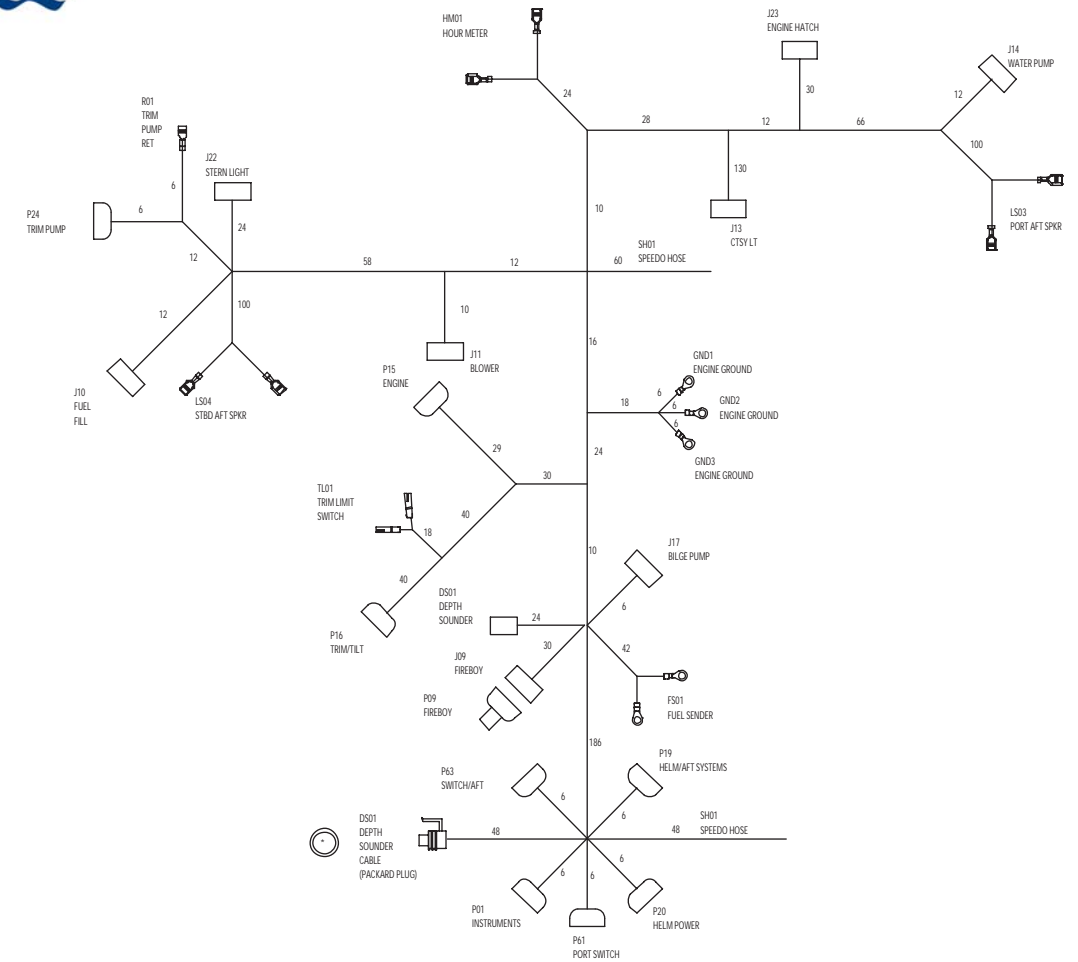 HM01
HOUR METER
J23
ENGINE HATCH
J14
WATER PUMP
24
28
30
12
66
12
100
130
R01
TRIM
PUMP
RET
J22
STERN LIGHT
P24
TRIM PUMP
6
6
24
12
10
J13
CTSY LT
LS03
PORT AFT SPKR
58
12
60
SH01
SPEEDO HOSE
12
100
10
16
J10
FUEL
FILL
LS04
STBD AFT SPKR
J11
BLOWER
P15
ENGINE
GND1
ENGINE GROUND
18
6
6
6
GND2
ENGINE GROUND
GND3
ENGINE GROUND
29
30
24
TL01
TRIM LIMIT
SWITCH
18
40
40
10
J17
BILGE PUMP
P16
TRIM/TILT
DS01
DEPTH
SOUNDER
24
6
J09
FIREBOY
30
42
P09
FIREBOY
FS01
FUEL SENDER
186
P63
SWITCH/AFT
P19
HELM/AFT SYSTEMS
6
6
DS01
DEPTH
SOUNDER
CABLE
(PACKARD PLUG)
48
48
SH01
SPEEDO HOSE
6
6
6
P01
INSTRUMENTS
P61
PORT SWITCH
P20
HELM POWER